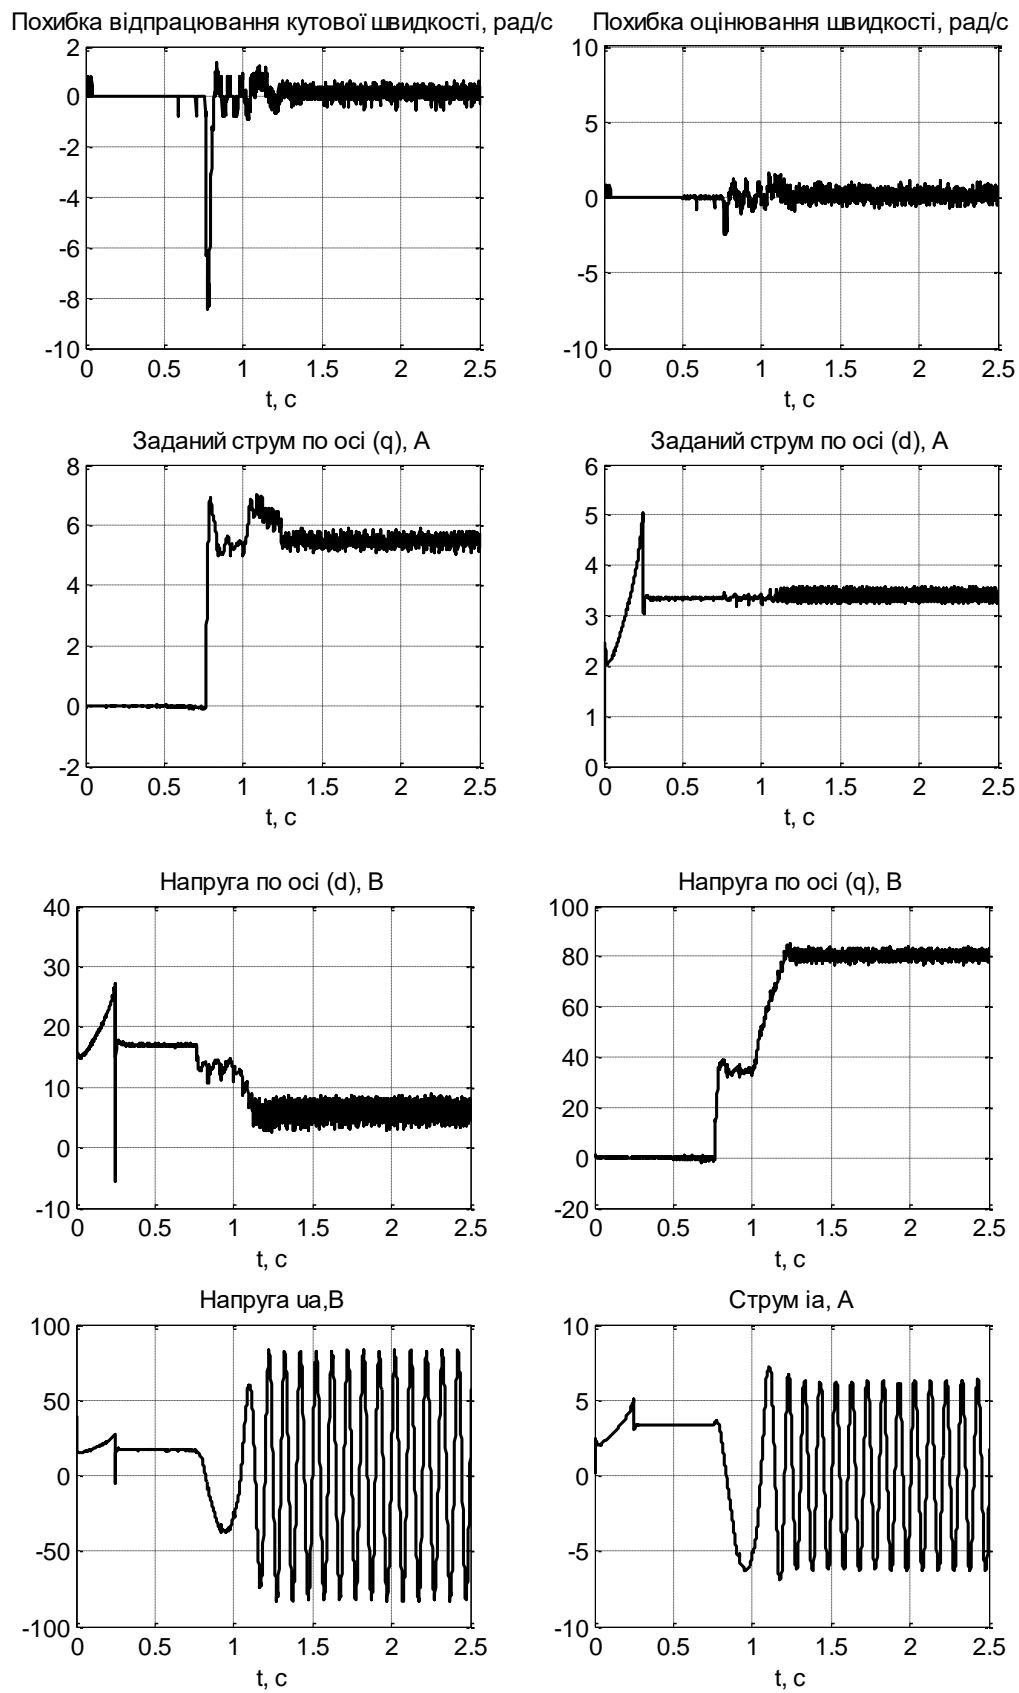 Похибка відпрацювання кутової швидкості, рад/с
Похибка оцінювання швидкості, рад/с
2
0
-2
-4
-6
-8
-10
0 0.5 1 1.5 2 2.5
t, с
10
5
0
-5
-10
0 0.5 1 1.5 2 2.5
t, с
Заданий струм по осі (q), А
Заданий струм по осі (d), А
8
6
4
2
0
-2
0 0.5 1 1.5 2 2.5
t, с
6
5
4
3
2
1
0
0 0.5 1 1.5 2 2.5
t, с
Напруга по осі (d), В
Напруга по осі (q), В
40
30
20
10
0
-10
0 0.5 1 1.5 2 2.5
t, с
100
80
60
40
20
0
-20
0 0.5 1 1.5 2 2.5
t, с
Напруга ua,В
Струм ia, А
100
50
0
-50
-100
0 0.5 1 1.5 2 2.5
t, с
10
5
0
-5
-10
0 0.5 1 1.5 2 2.5
t, с